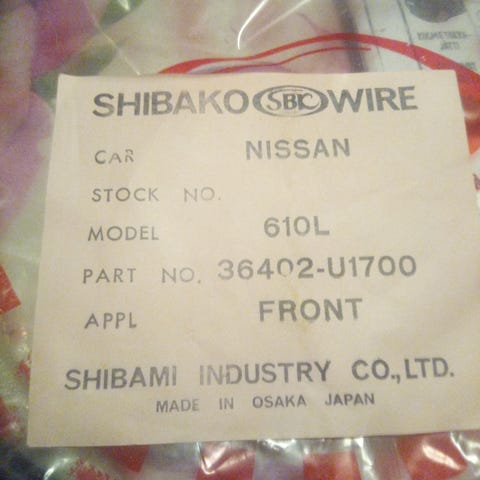 SHIBAKO SBK WIRE
CAR NISSAN
STOCK NO.
MODEL 610L
PART NO. 36402-U1700
APPL FRONT
SHIBAMI INDUSTRY CO.,LTD.
MADE IN OSAKA JAPAN